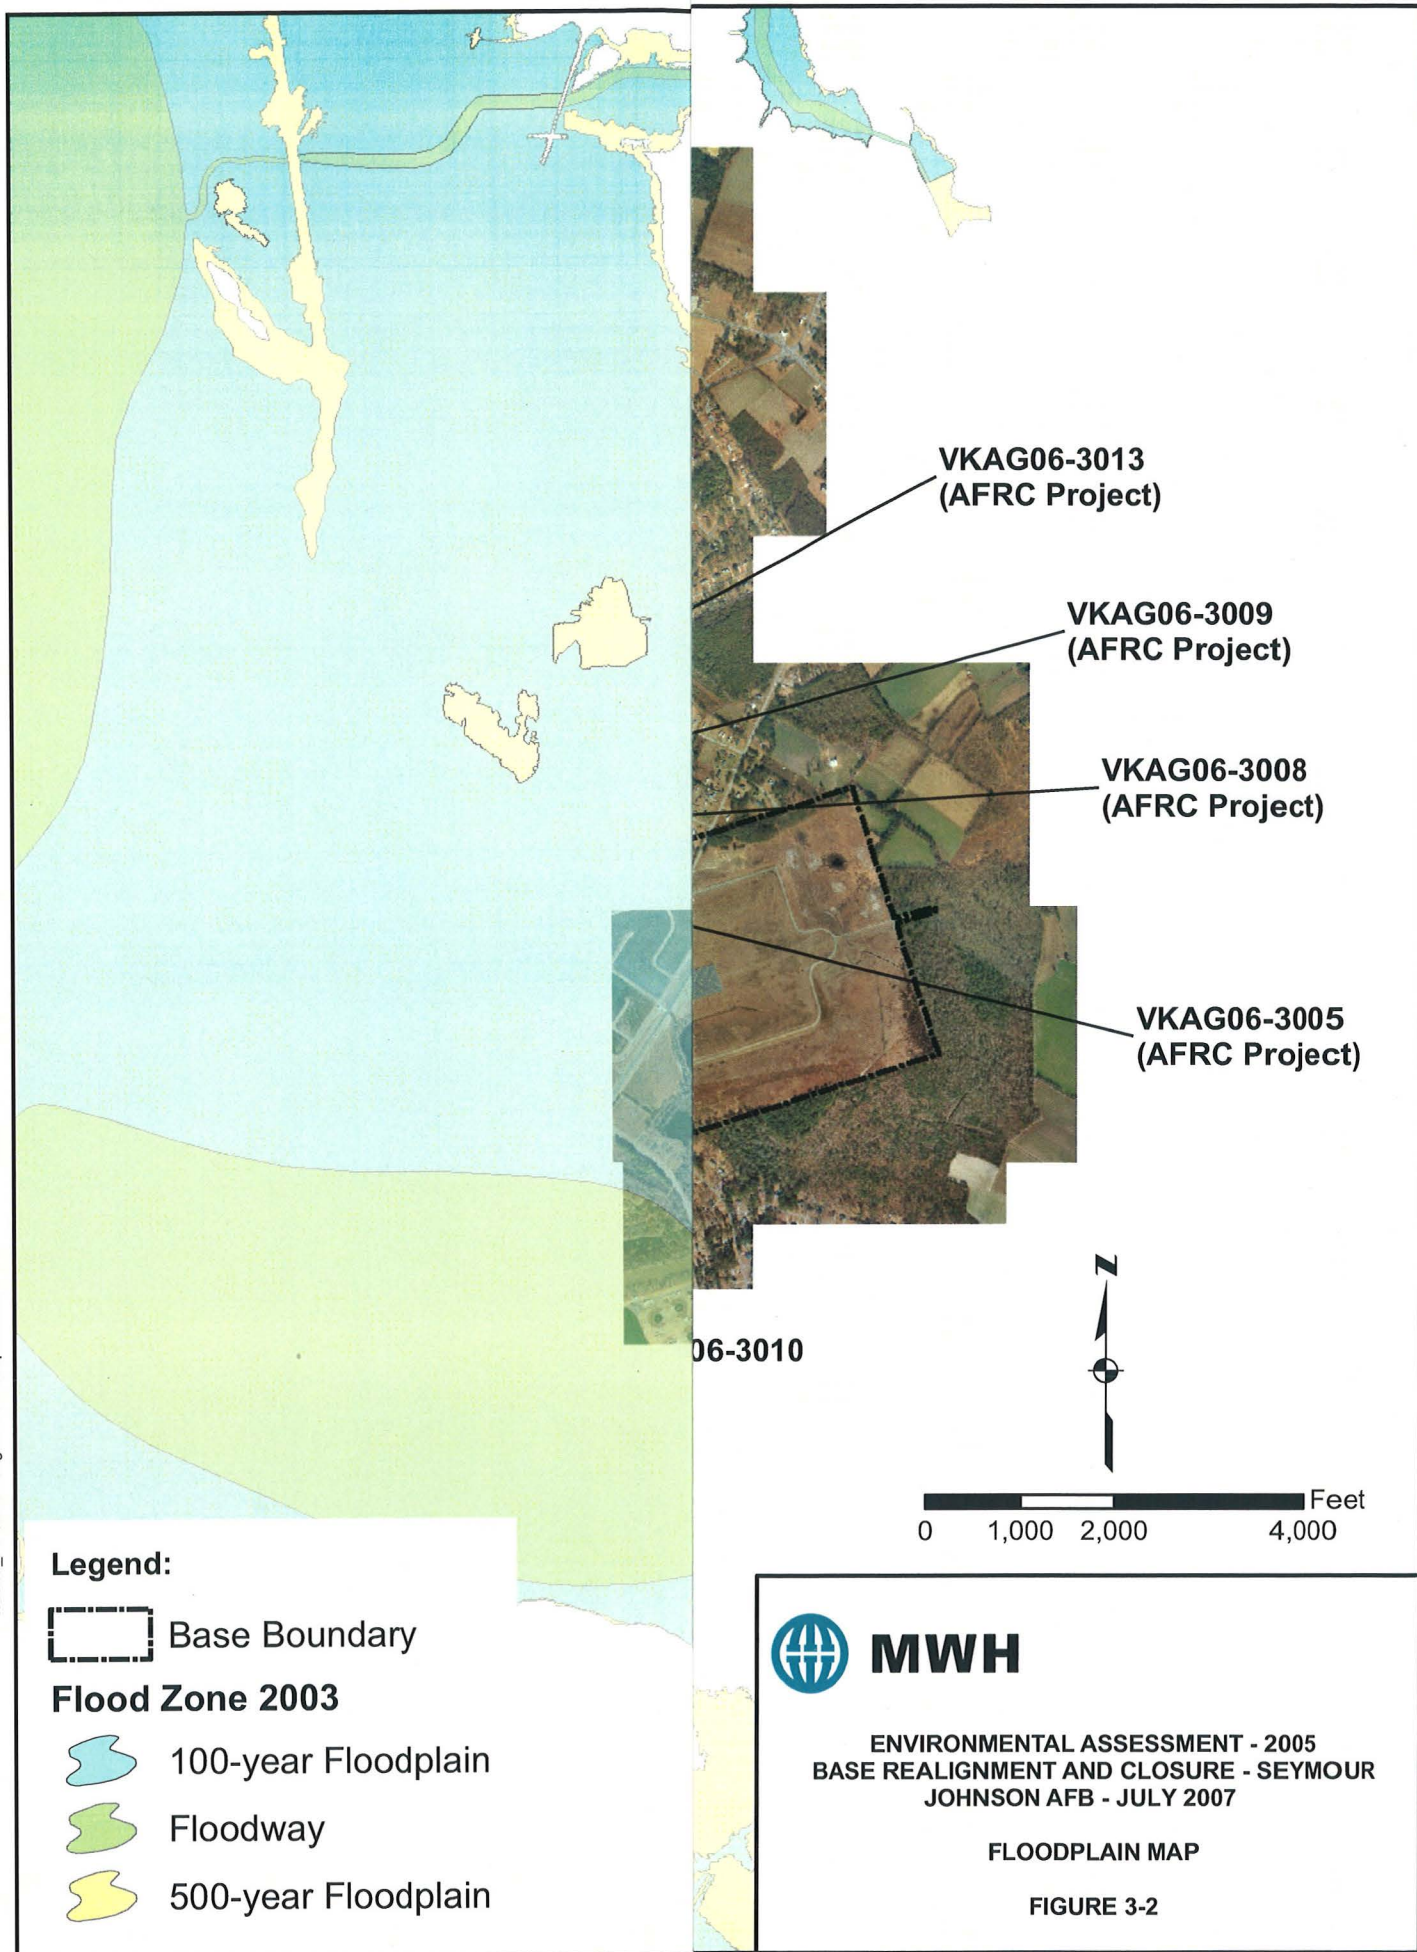 VKAG06-3013
(AFRC Project)
VKAG06-3009
(AFRC Project)
VKAG06-3008
(AFRC Project)
VKAG06-3005
(AFRC Project)
06-3010
N
Feet
0 1,000 2,000 4,000
Legend:
Base Boundary
Flood Zone 2003
100-year Floodplain
Floodway
500-year Floodplain
MWH
ENVIRONMENTAL ASSESSMENT - 2005
BASE REALIGNMENT AND CLOSURE - SEYMOUR
JOHNSON AFB - JULY 2007
FLOODPLAIN MAP
FIGURE 3-2